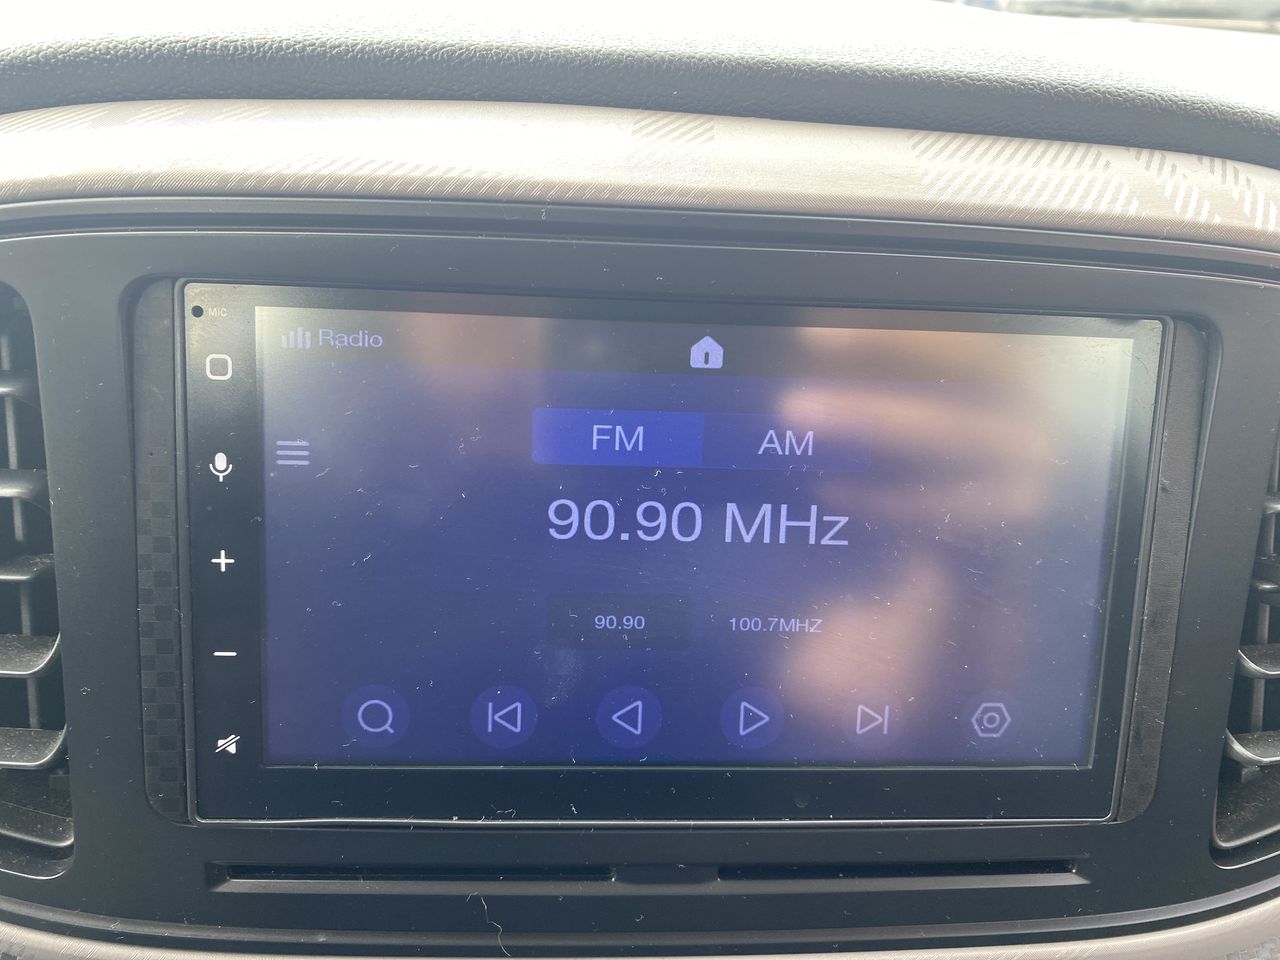 MIC
Radio
FM AM
90.90 MHz
90.90 100.7MHZ